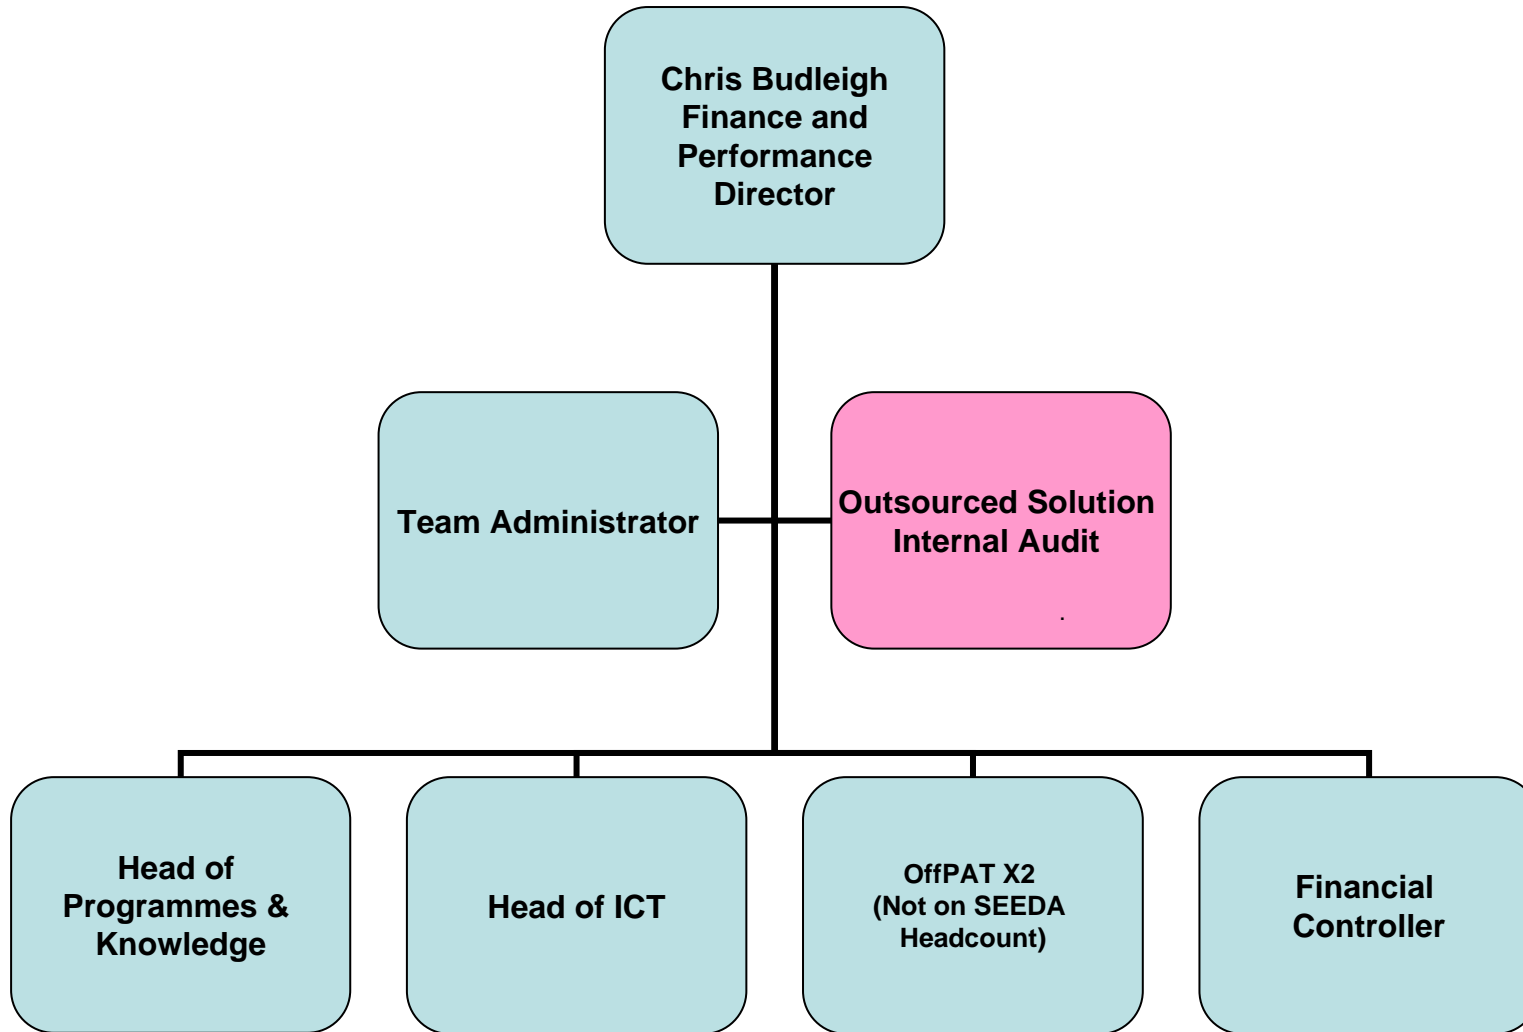 Chris Budleigh
Finance and
Performance
Director
Team Administrator
Outsourced Solution
Internal Audit
.
Head of
Programmes &
Knowledge
Head of ICT
OffPAT X2
(Not on SEEDA
Headcount)
Financial
Controller